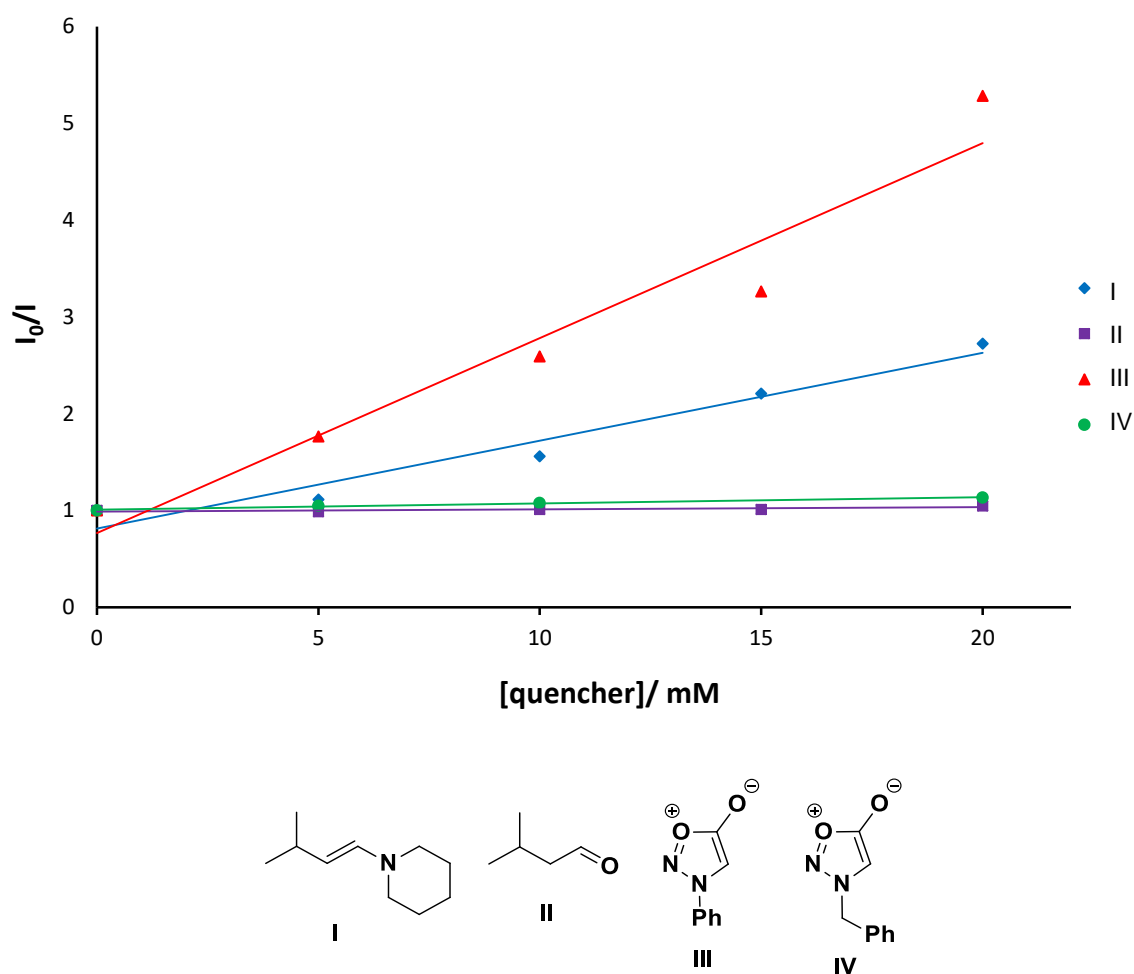 6
5
4
3
2
1
0
I₀/I
0 5 10 15 20
[quencher]/ mM
I
II
III
IV
N
I
O
II
⊕ O O ⊖
N
N
Ph
III
⊕ O O ⊖
N
N
Ph
IV